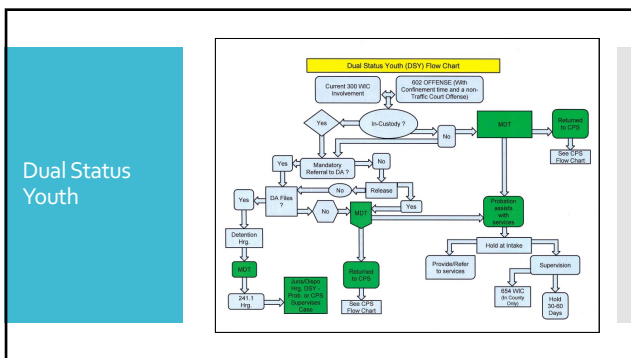 Dual Status
Youth
Dual Status Youth (DSY) Flow Chart
Current 300 WIC
Involvement
602 OFFENSE (With
Confinement time and a non-
Traffic Court Offense)
Yes
In-Custody ?
No
MDT
Returned
to CPS
See CPS
Flow Chart
Yes
Mandatory
Referral to DA ?
No
Yes
DA Files
?
No
Release
Yes
No
MDT
Probation
assists
with
services
Detention
Hrg.
Hold at Intake
MDT
Juris/Dispo
Hrg. DSY -
Prob. or CPS
Supervises
Case
Returned
to CPS
Provide/Refer
to services
Supervision
241.1
Hrg.
See CPS
Flow Chart
654 WIC
(In County
Only)
Hold
30-60
Days